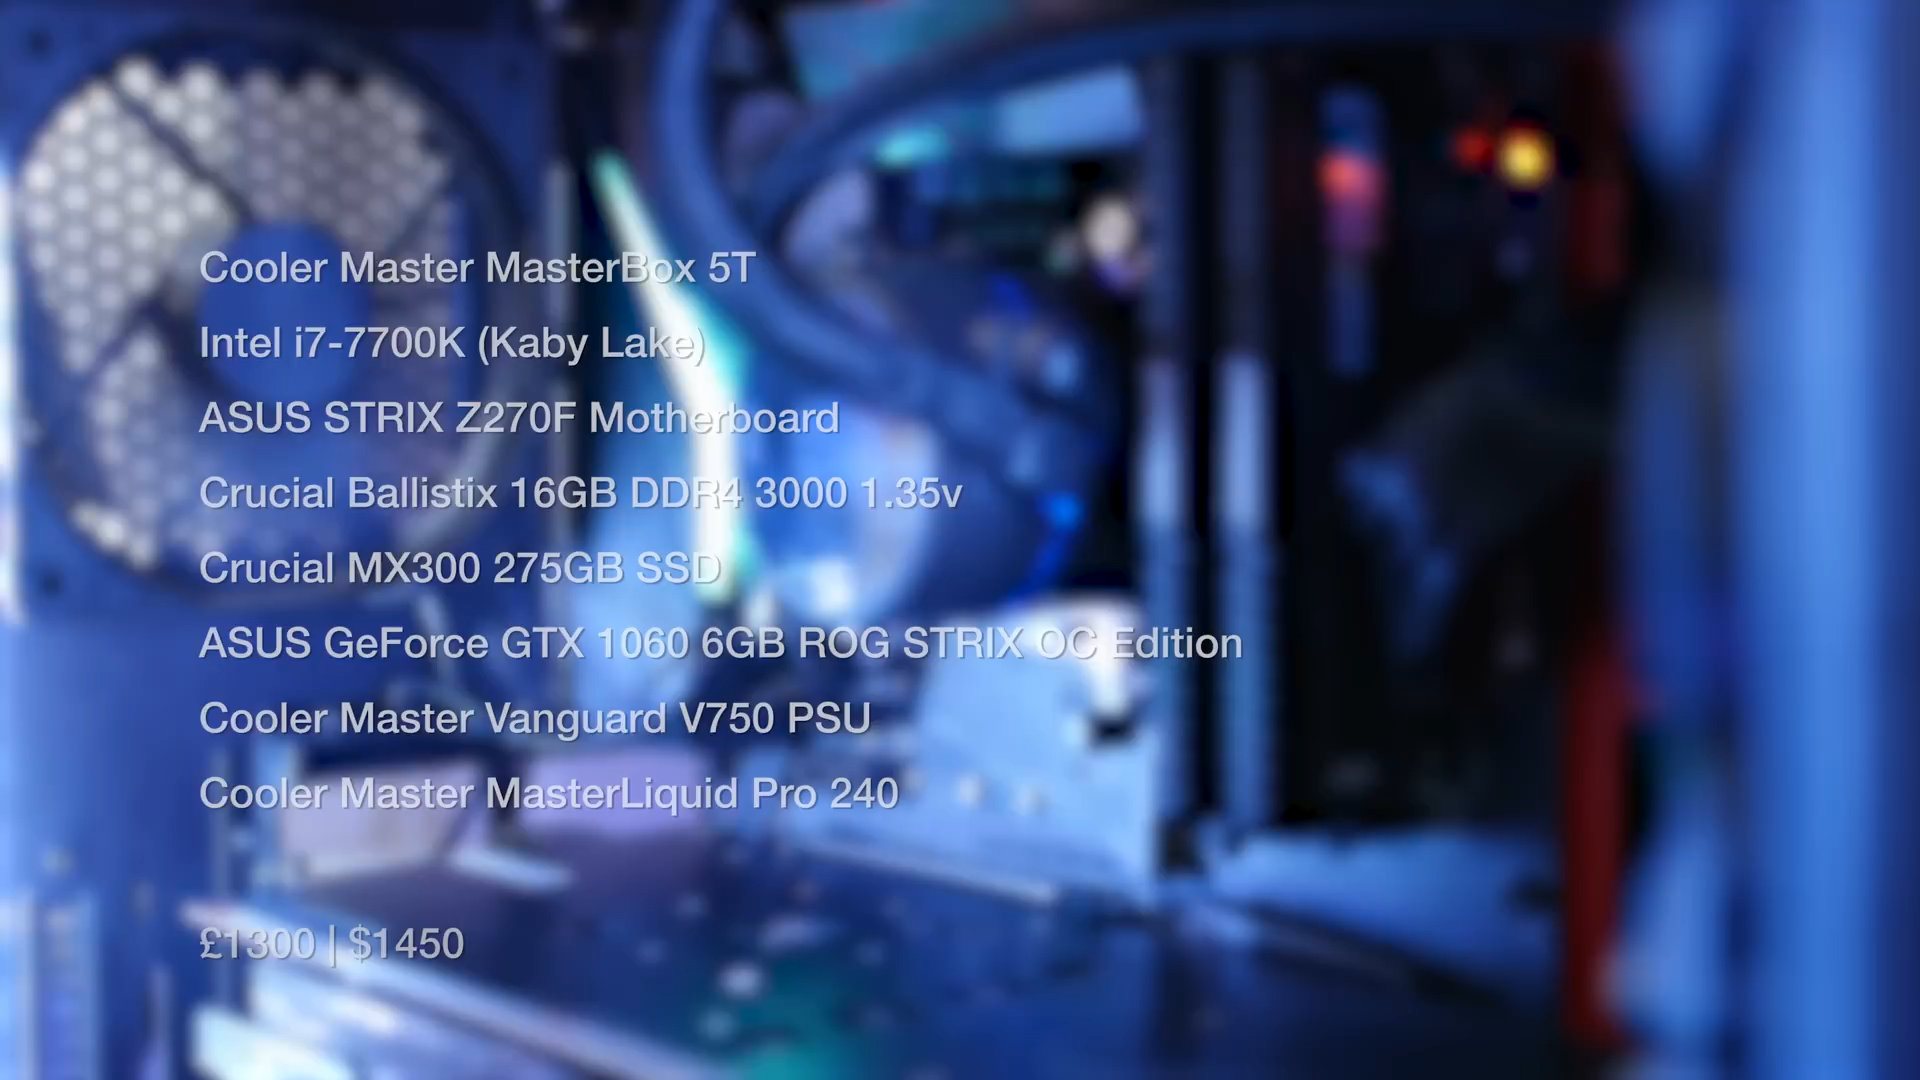 Cooler Master MasterBox 5T
Intel i7-7700K (Kaby Lake)
ASUS STRIX Z270F Motherboard
Crucial Ballistix 16GB DDR4 3000 1.35v
Crucial MX300 275GB SSD
ASUS GeForce GTX 1060 6GB ROG STRIX OC Edition
Cooler Master Vanguard V750 PSU
Cooler Master MasterLiquid Pro 240
£1300 | $1450